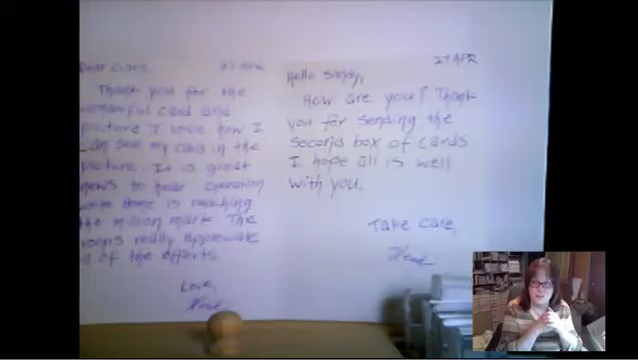 Dear Clare, 27 APR
Thank you for the
wonderful card and
picture I love how I
can see my card in the
picture. It is great
news to hear operation
write Home is reaching
the million mark. The
troops really appreciate
all of the efforts.
Love,
27 APR
Hello Sandy,
How are you? Thank
you for sending the
second box of cards
I hope all is well
with you.
Take care,